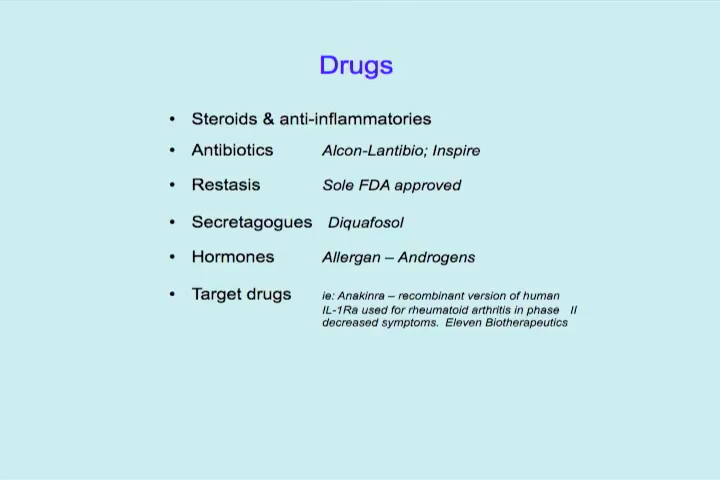 Drugs
• Steroids & anti-inflammatories
• Antibiotics Alcon-Lantibio; Inspire
• Restasis Sole FDA approved
• Secretagogues Diquafosol
• Hormones Allergan – Androgens
• Target drugs ie: Anakinra – recombinant version of human
IL-1Ra used for rheumatoid arthritis in phase II
decreased symptoms. Eleven Biotherapeutics